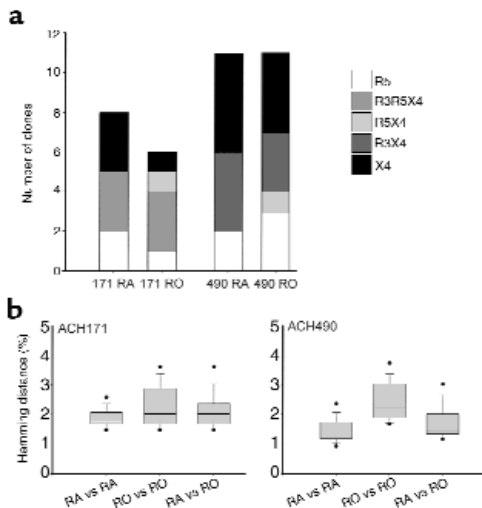 a
Number of clones
12
10
8
6
4
2
0
171 RA
171 RO
490 RA
490 RO
R5
R3R5X4
R5X4
R3X4
X4
b
Hamming distance (%)
5
4
3
2
1
0
ACH171
RA vs RA
RO vs RO
RA vs RO
5
4
3
2
1
0
ACH490
RA vs RA
RO vs RO
RA vs RO